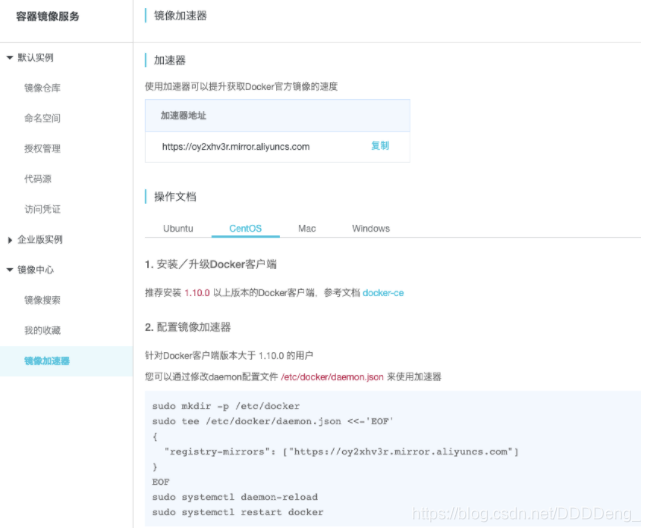 容器镜像服务
镜像加速器
默认实例
镜像仓库
命名空间
授权管理
代码源
访问凭证
企业版实例
镜像中心
镜像搜索
我的收藏
镜像加速器
加速器
使用加速器可以提升获取Docker官方镜像的速度
加速器地址
https://oy2xhv3r.mirror.aliyuncs.com 复制
操作文档
Ubuntu CentOS Mac Windows
1. 安装／升级Docker客户端
推荐安装 1.10.0 以上版本的Docker客户端，参考文档 docker-ce
2. 配置镜像加速器
针对Docker客户端版本大于 1.10.0 的用户
您可以通过修改daemon配置文件 /etc/docker/daemon.json 来使用加速器
sudo mkdir -p /etc/docker
sudo tee /etc/docker/daemon.json <<-'EOF'
{
"registry-mirrors": ["https://oy2xhv3r.mirror.aliyuncs.com"]
}
EOF
sudo systemctl daemon-reload
sudo systemctl restart docker
https://blog.csdn.net/DDDDeng_